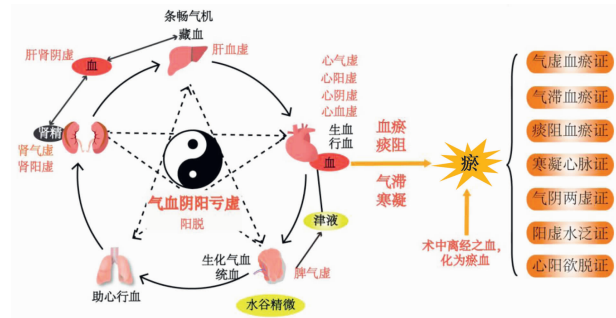 条畅气机
藏血
肝肾阴虚
血
肝血虚
心气虚
心阳虚
心阴虚
心血虚
生血
行血
血
肾精
肾气虚
肾阳虚
气血阴阳亏虚
阳脱
津液
生化气血
统血
脾气虚
水谷精微
助心行血
血瘀
痰阻
气滞
寒凝
瘀
术中离经之血,
化为瘀血
气虚血瘀证
气滞血瘀证
痰阻血瘀证
寒凝心脉证
气阴两虚证
阳虚水泛证
心阳欲脱证